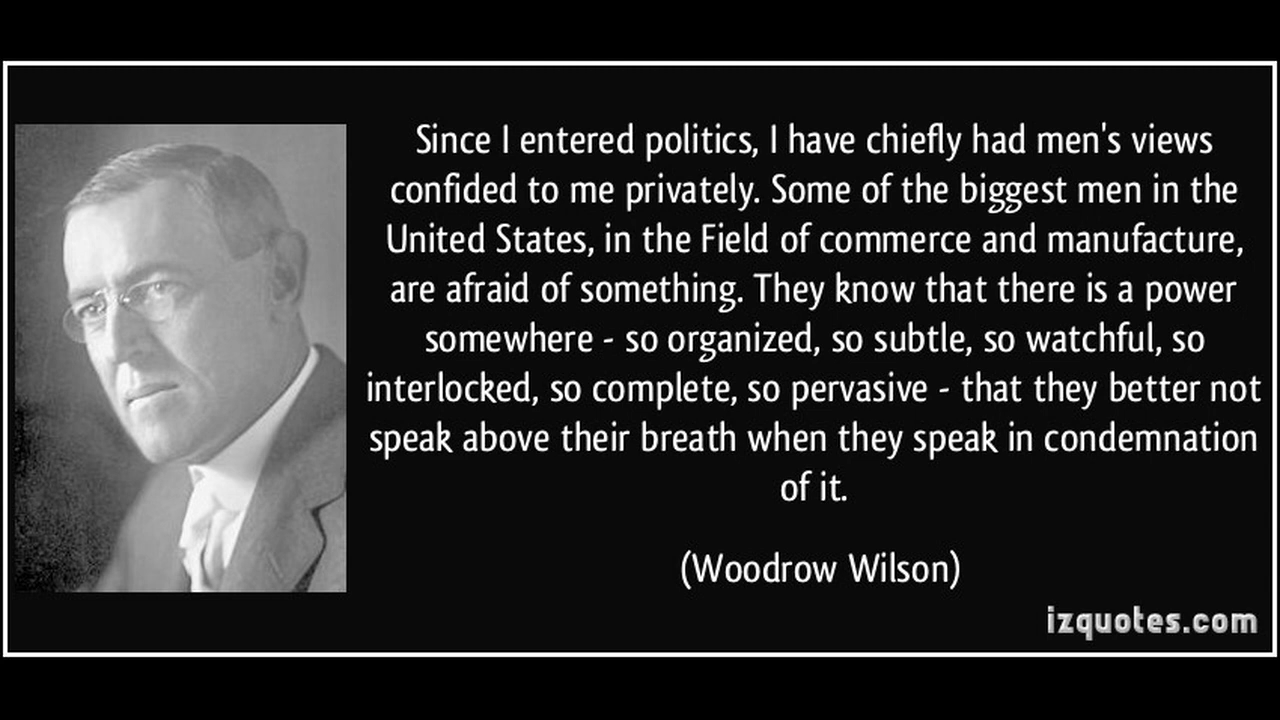 Since I entered politics, I have chiefly had men's views
confided to me privately. Some of the biggest men in the
United States, in the Field of commerce and manufacture,
are afraid of something. They know that there is a power
somewhere - so organized, so subtle, so watchful, so
interlocked, so complete, so pervasive - that they better not
speak above their breath when they speak in condemnation
of it.
(Woodrow Wilson)
izquotes.com